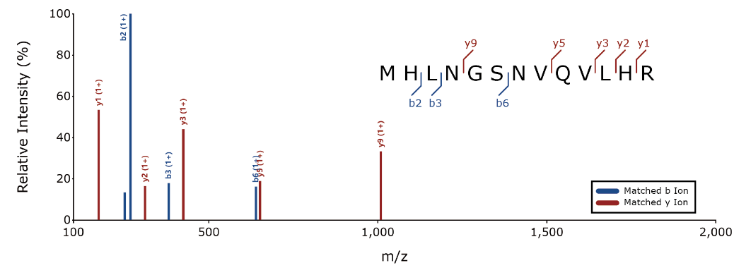 Relative Intensity (%)
100
80
60
40
20
0
y1 (1+)
b2 (1+)
y2 (1+)
b3 (1+)
y3 (1+)
b6 (1+)
y5 (1+)
y9 (1+)
y9 y5 y3 y2 y1
M H L N G S N V Q V L H R
b2 b3 b6
Matched b Ion
Matched y Ion
100 500 1,000 1,500 2,000
m/z